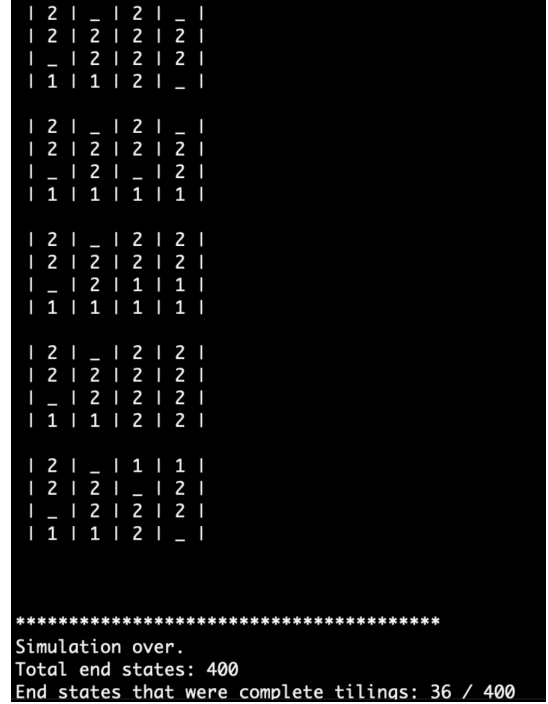 | 2 | _ | 2 | _ |
| 2 | 2 | 2 | 2 |
| _ | 2 | 2 | 2 |
| 1 | 1 | 2 | _ |
| 2 | _ | 2 | _ |
| 2 | 2 | 2 | 2 |
| _ | 2 | _ | 2 |
| 1 | 1 | 1 | 1 |
| 2 | _ | 2 | 2 |
| 2 | 2 | 2 | 2 |
| _ | 2 | 1 | 1 |
| 1 | 1 | 1 | 1 |
| 2 | _ | 2 | 2 |
| 2 | 2 | 2 | 2 |
| _ | 2 | 2 | 2 |
| 1 | 1 | 2 | 2 |
| 2 | _ | 1 | 1 |
| 2 | 2 | _ | 2 |
| _ | 2 | 2 | 2 |
| 1 | 1 | 2 | _ |
****************************************
Simulation over.
Total end states: 400
End states that were complete tilings: 36 / 400